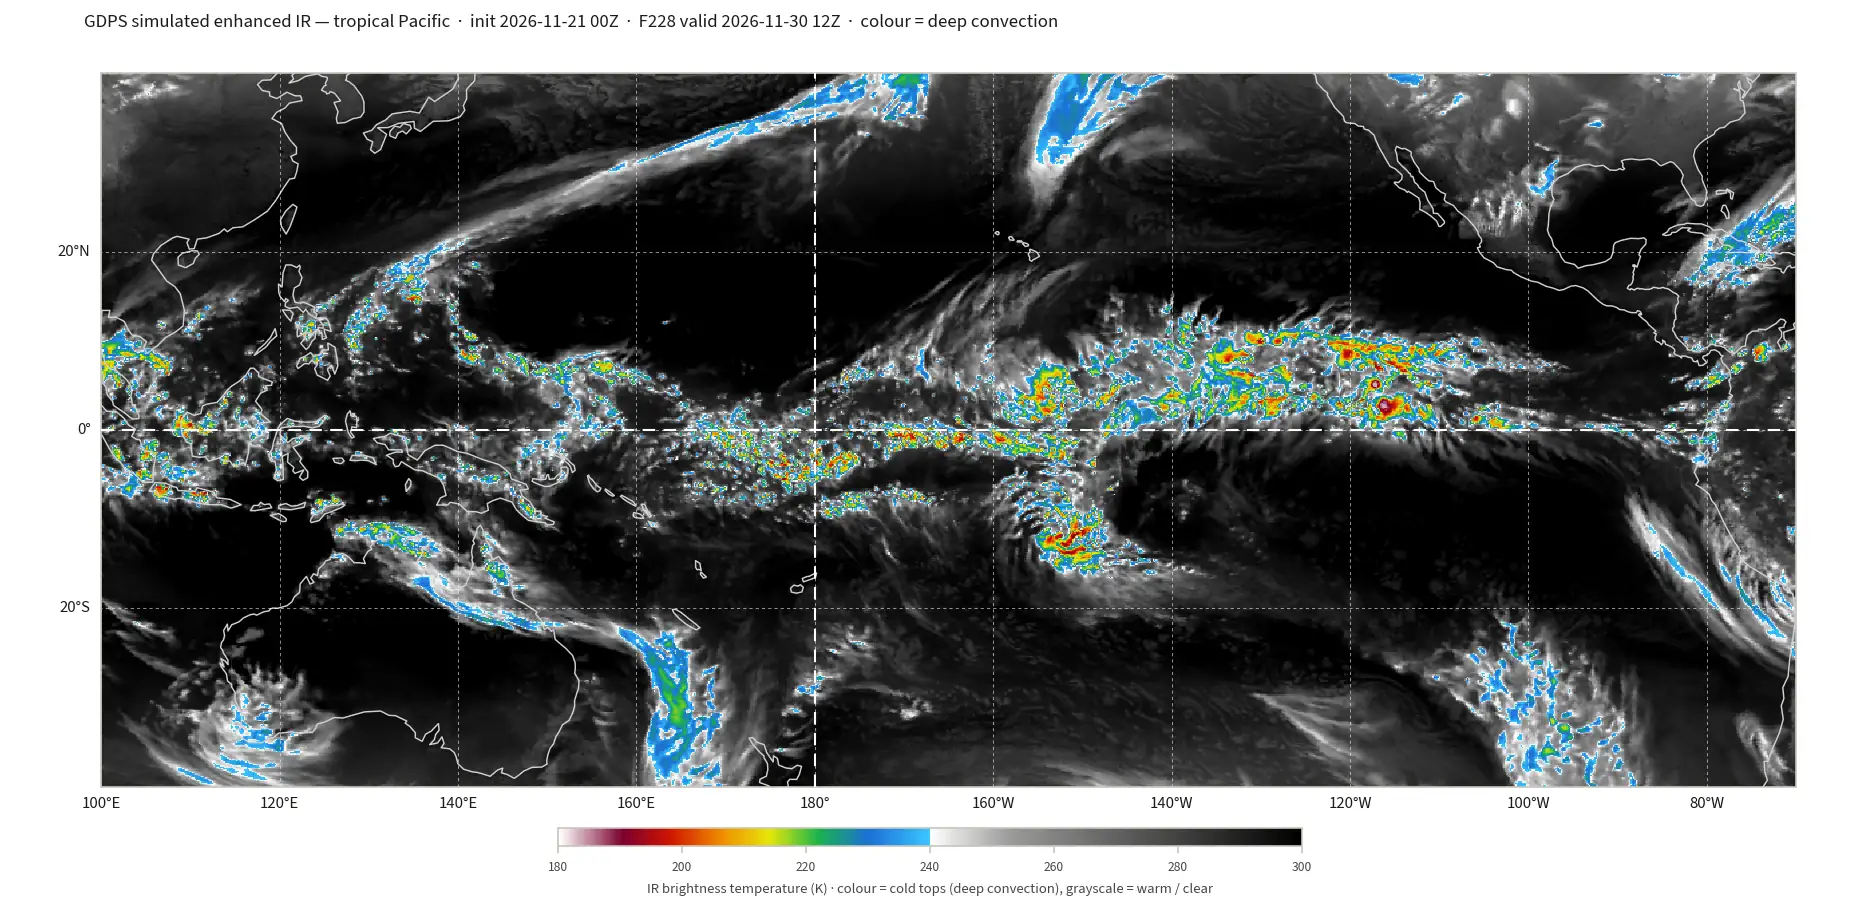 GDPS simulated enhanced IR — tropical Pacific · init 2026-11-21 00Z · F228 valid 2026-11-30 12Z · colour = deep convection
20°N
0°
20°S
100°E 120°E 140°E 160°E 180° 160°W 140°W 120°W 100°W 80°W
180 200 220 240 260 280 300
IR brightness temperature (K) · colour = cold tops (deep convection), grayscale = warm / clear